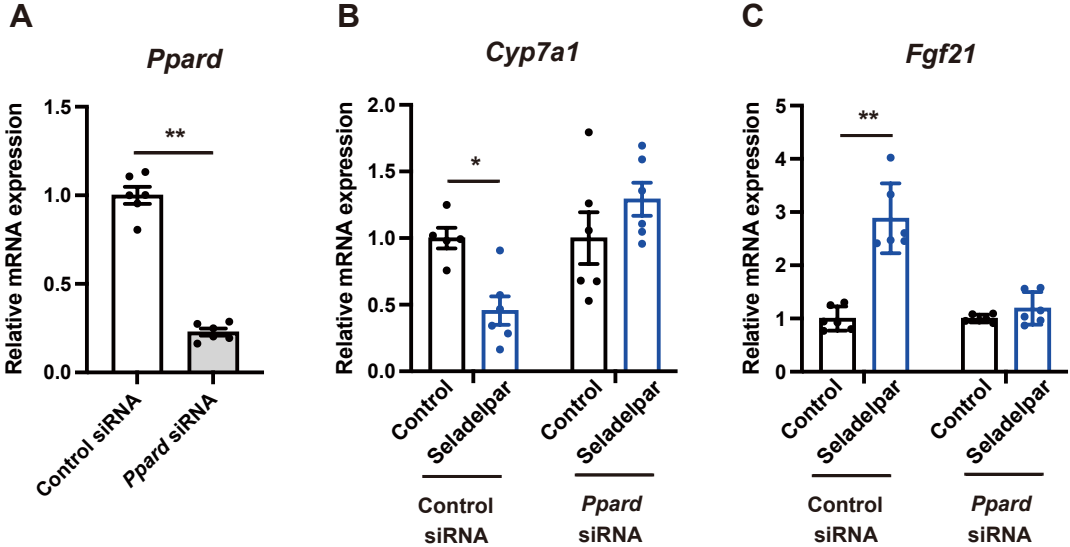 A
Ppard
Relative mRNA expression
1.5
1.0
0.5
0.0
**
Control siRNA
Ppard siRNA
B
Cyp7a1
Relative mRNA expression
2.0
1.5
1.0
0.5
0.0
*
Control
Seladelpar
Control
Seladelpar
Control
siRNA
Ppard
siRNA
C
Fgf21
Relative mRNA expression
5
4
3
2
1
0
**
Control
Seladelpar
Control
Seladelpar
Control
siRNA
Ppard
siRNA